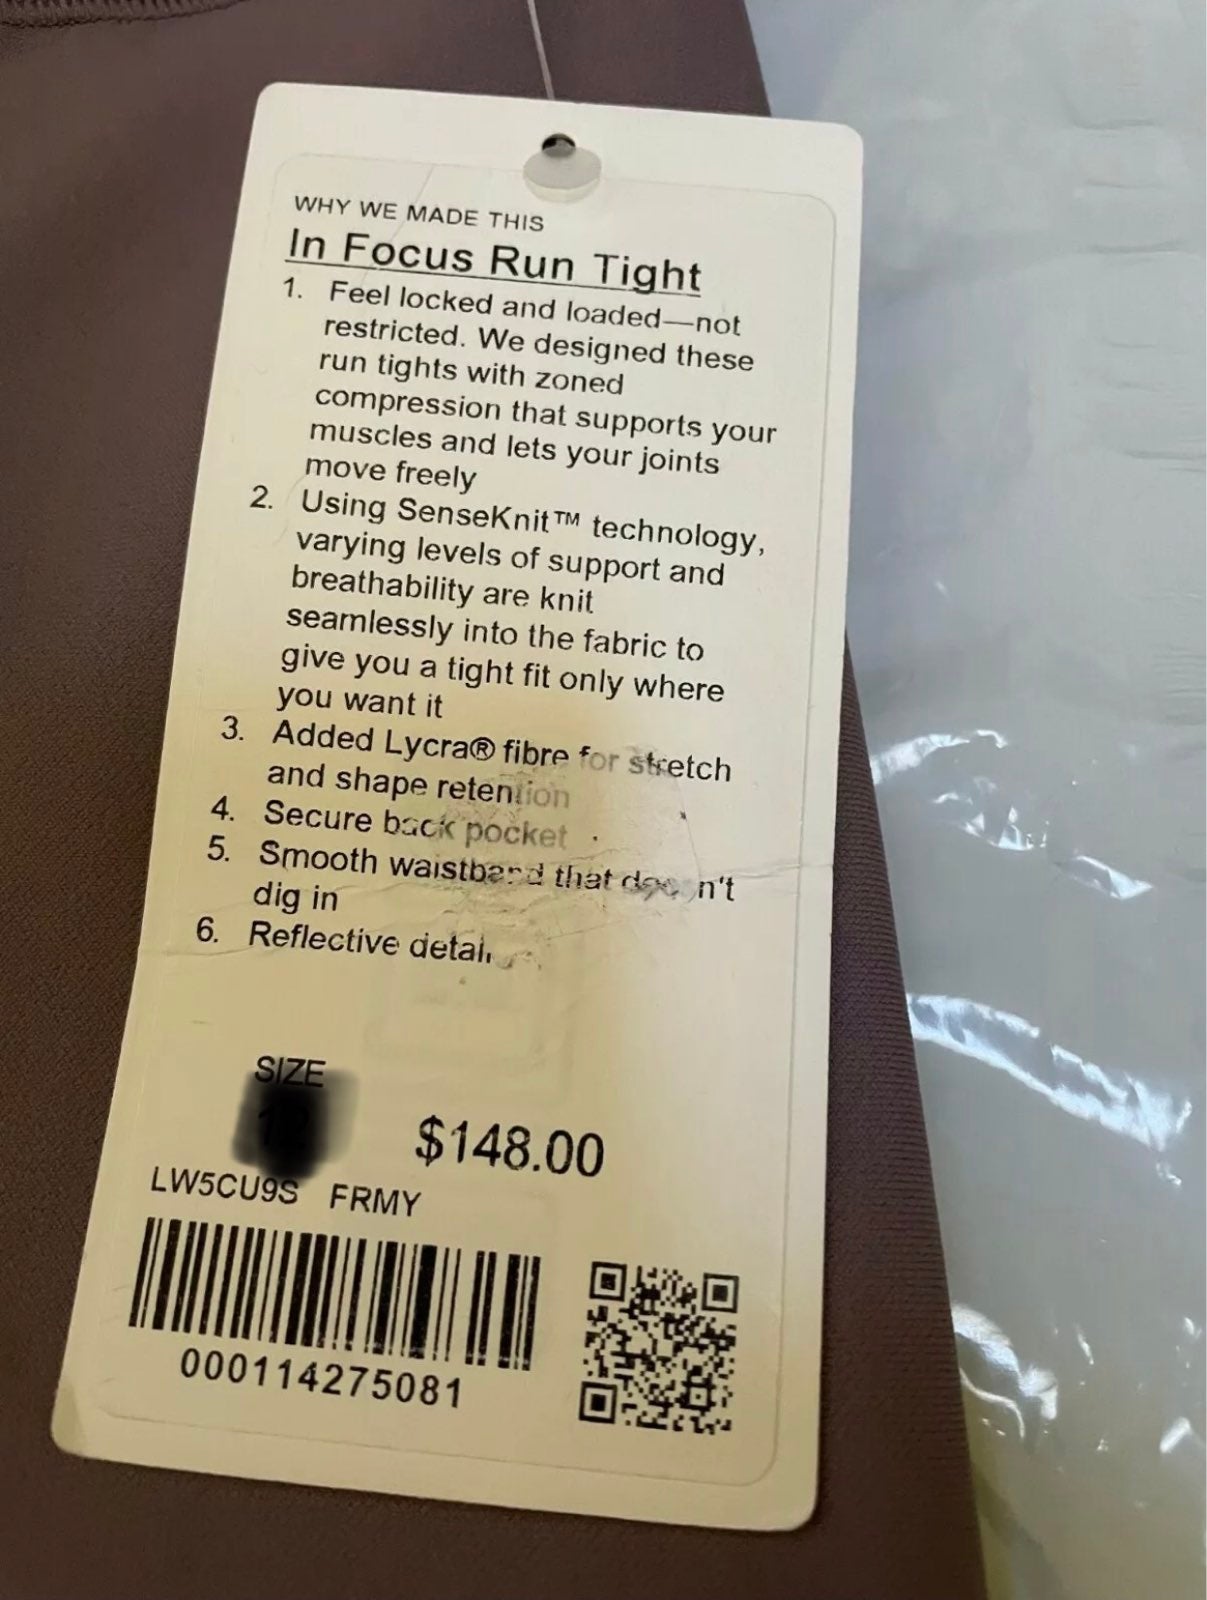 WHY WE MADE THIS
In Focus Run Tight
1. Feel locked and loaded—not
restricted. We designed these
run tights with zoned
compression that supports your
muscles and lets your joints
move freely
2. Using SenseKnit™ technology,
varying levels of support and
breathability are knit
seamlessly into the fabric to
give you a tight fit only where
you want it
3. Added Lycra® fibre for stretch
and shape retention
4. Secure back pocket
5. Smooth waistband that doesn't
dig in
6. Reflective
SIZE
$148.00
LW5CU9S FRMY
000114275081